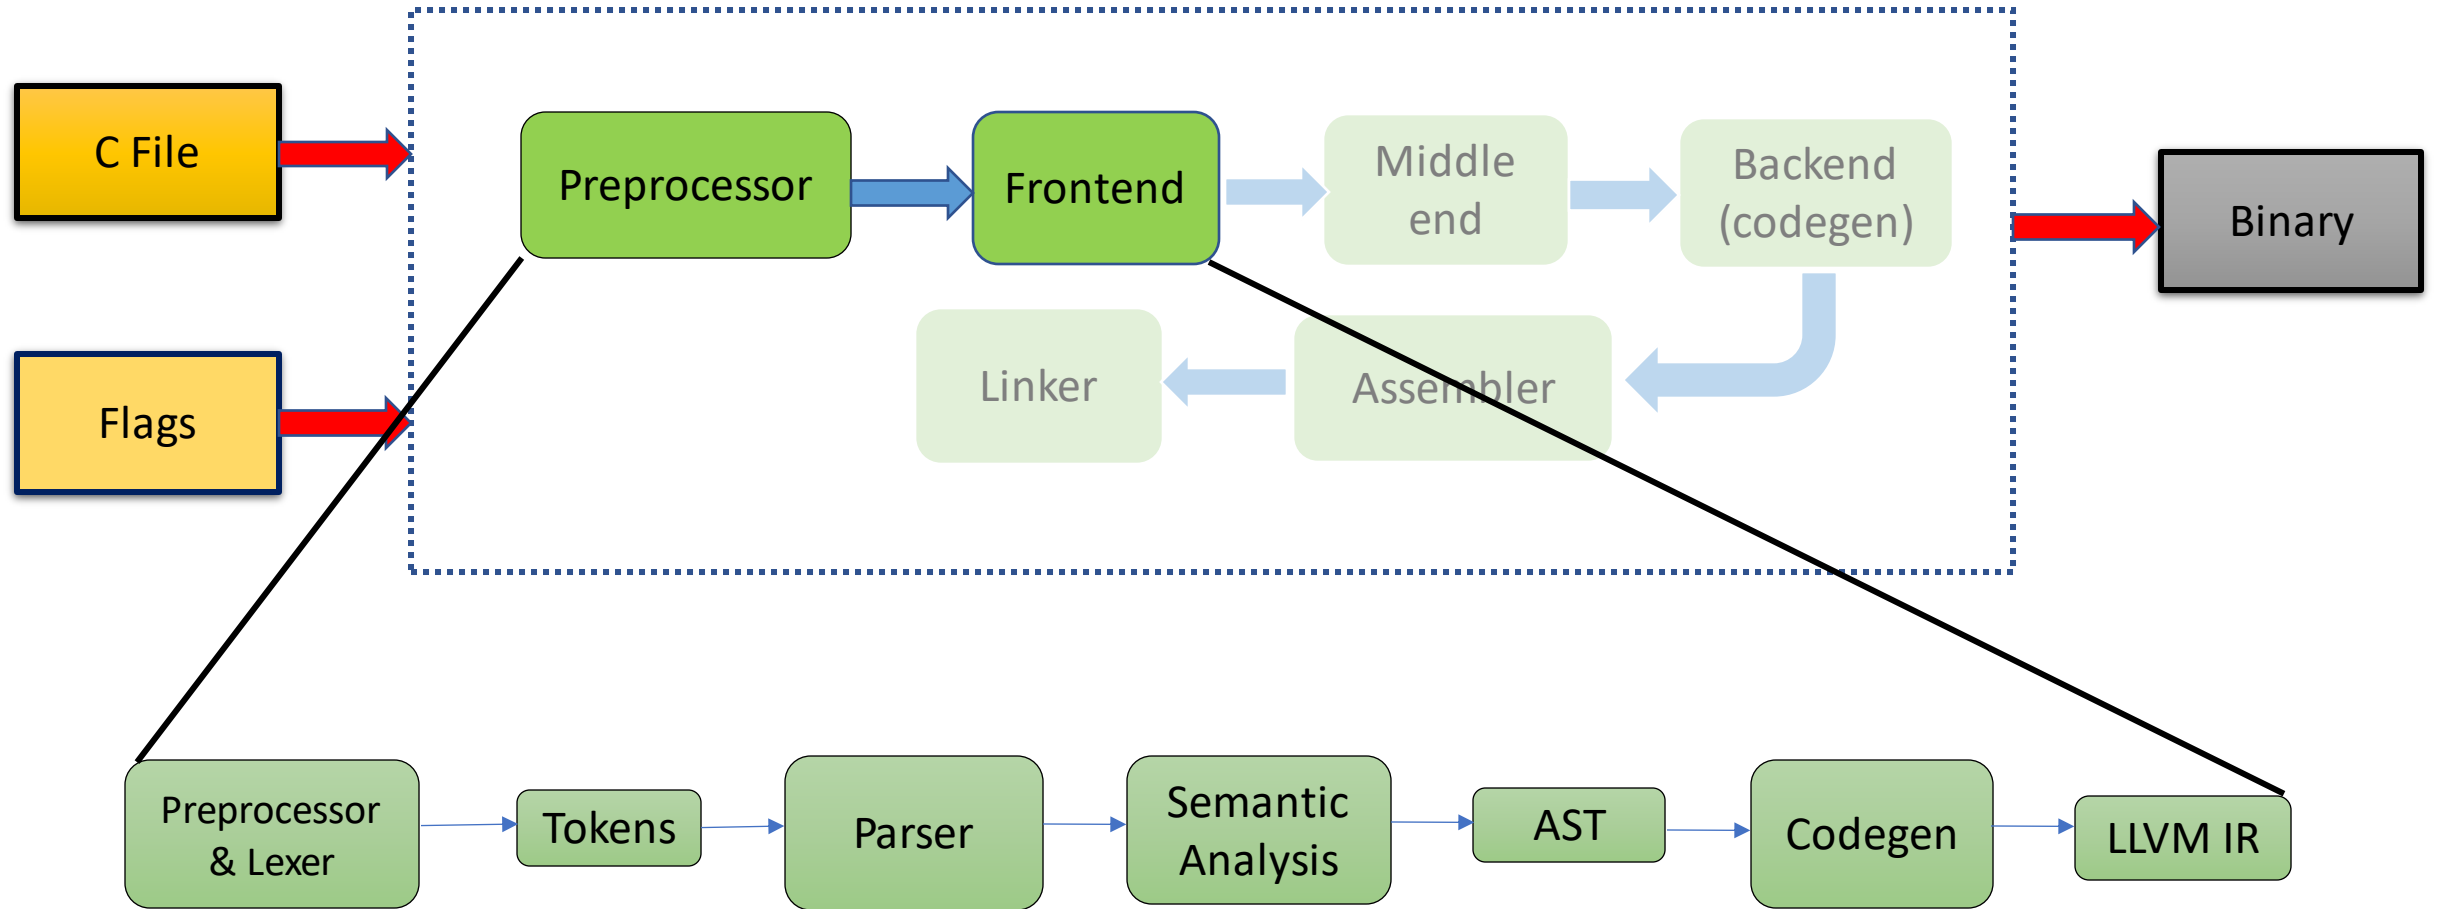 C File
Preprocessor
Frontend
Middle
end
Backend
(codegen)
Binary
Flags
Linker
Assembler
Preprocessor
& Lexer
Tokens
Parser
Semantic
Analysis
AST
Codegen
LLVM IR